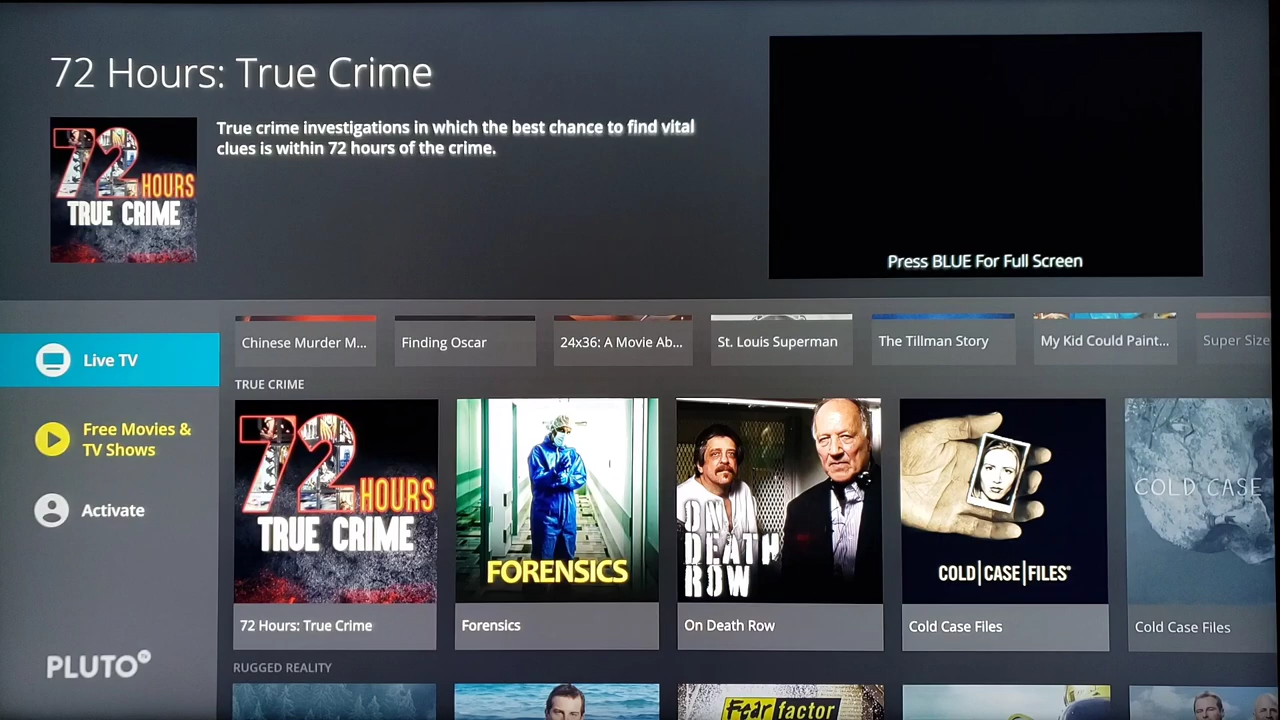 72 Hours: True Crime
72 HOURS
TRUE CRIME
True crime investigations in which the best chance to find vital
clues is within 72 hours of the crime.
Press BLUE For Full Screen
Live TV
Free Movies &
TV Shows
Activate
PLUTO TV
Chinese Murder M...
Finding Oscar
24x36: A Movie Ab...
St. Louis Superman
The Tillman Story
My Kid Could Paint...
Super Size
TRUE CRIME
72 HOURS
TRUE CRIME
72 Hours: True Crime
FORENSICS
Forensics
ON
DEATH
ROW
On Death Row
COLD|CASE|FILES®
Cold Case Files
COLD CASE
Cold Case Files
RUGGED REALITY
Fear factor